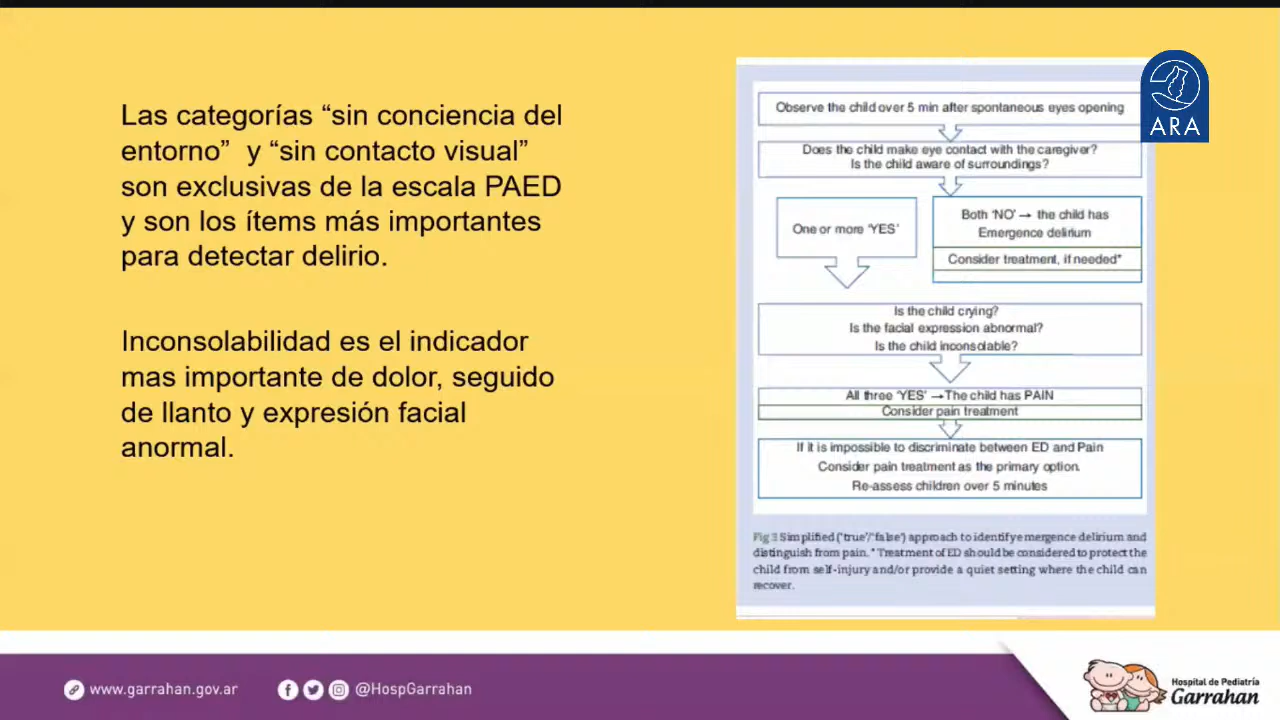 Las categorías “sin conciencia del
entorno” y “sin contacto visual”
son exclusivas de la escala PAED
y son los ítems más importantes
para detectar delirio.
Inconsolabilidad es el indicador
mas importante de dolor, seguido
de llanto y expresión facial
anormal.
ARA
Observe the child over 5 min after spontaneous eyes opening
Does the child make eye contact with the caregiver?
Is the child aware of surroundings?
One or more ‘YES’
Both ‘NO’→ the child has
Emergence delirium
Consider treatment, if needed*
Is the child crying?
Is the facial expression abnormal?
Is the child inconsolable?
All three ‘YES’ →The child has PAIN
Consider pain treatment
If it is impossible to discriminate between ED and Pain
Consider pain treatment as the primary option.
Re-assess children over 5 minutes
Fig 3 Simplified (‘true’/‘false’) approach to identify emergence delirium and
distinguish from pain. * Treatment of ED should be considered to protect the
child from self-injury and/or provide a quiet setting where the child can
recover.
www.garrahan.gov.ar
@HospGarrahan
Hospital de Pediatría
Garrahan